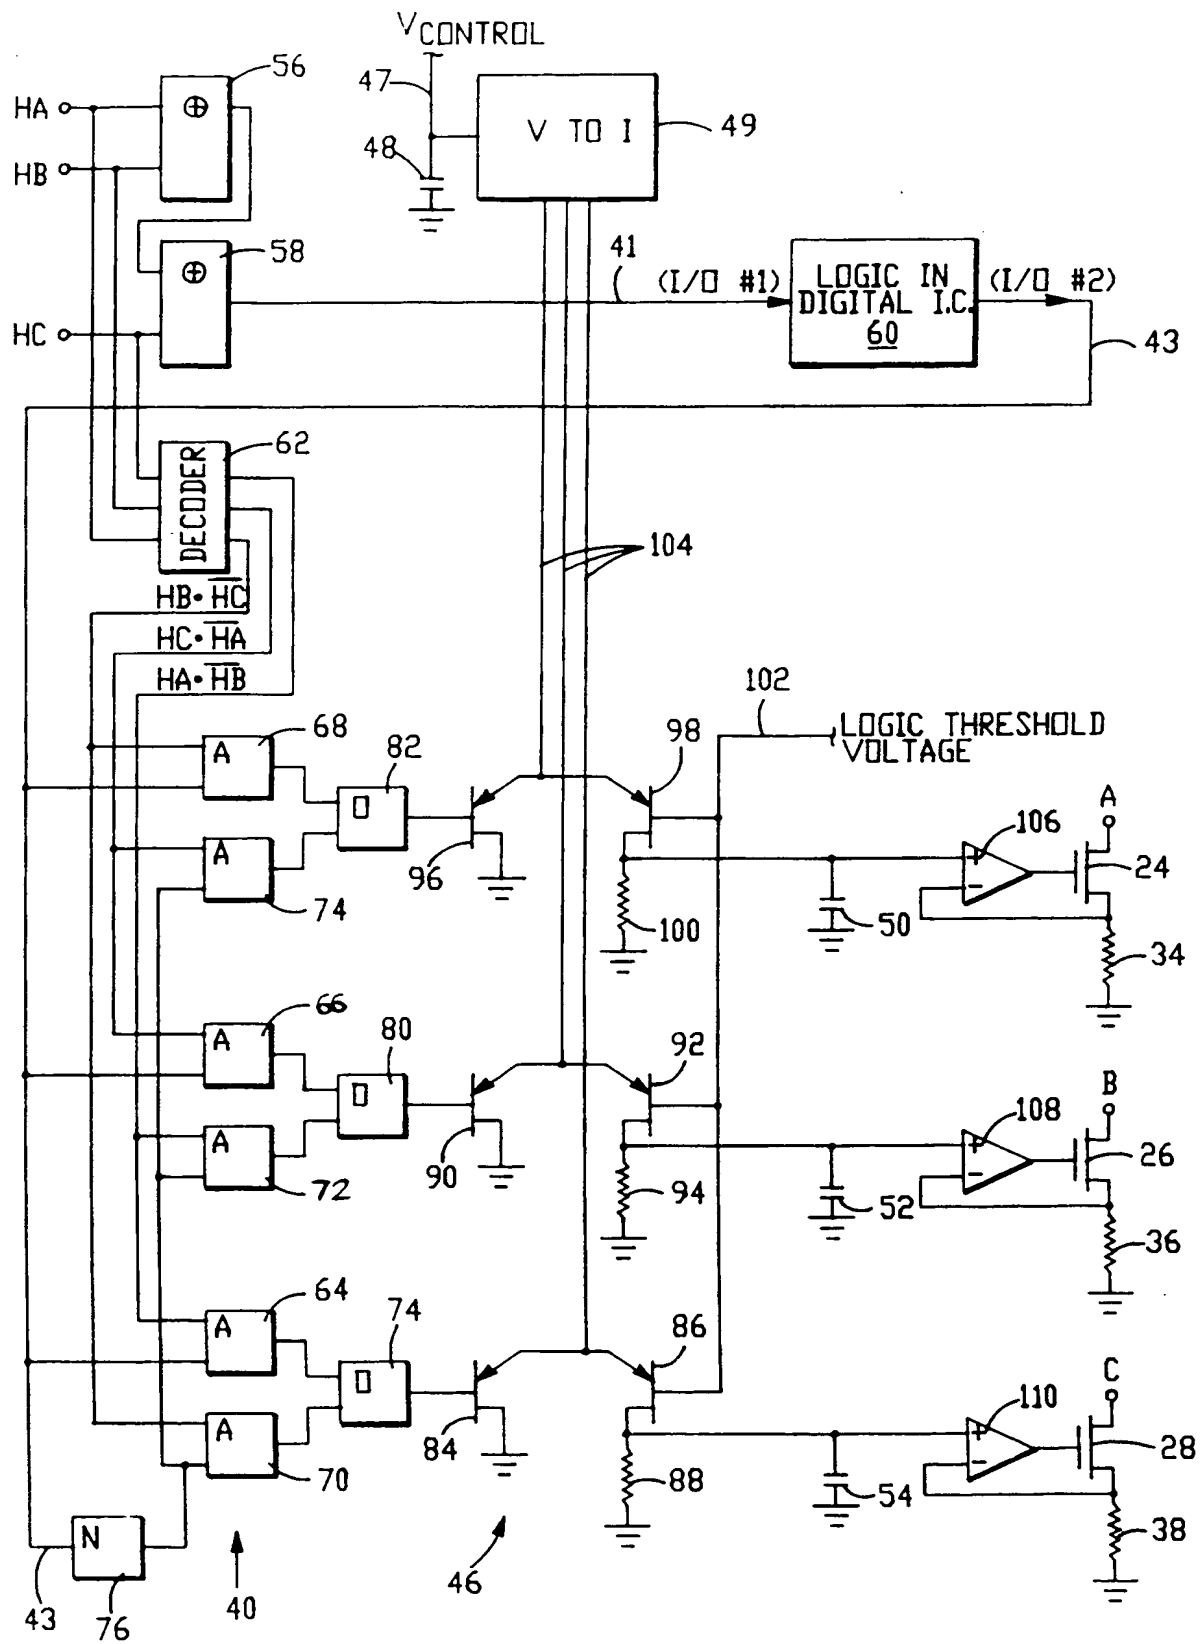 VCONTROL
56
HA
⊕
47
V TO I
49
48
HB
58
⊕
41
(I/O #1)
LOGIC IN
DIGITAL I.C.
60
(I/O #2)
HC
43
62
DECODER
104
HB·H̅C̅
HC·H̅A̅
HA·H̅B̅
102
68
98
LOGIC THRESHOLD
VOLTAGE
A
82
O
A
106
+
−
24
96
A
74
100
50
34
66
A
80
O
92
B
108
+
−
26
A
90
72
94
52
36
64
A
74
O
86
C
110
+
−
28
A
84
70
88
54
38
N
43
76
40
46